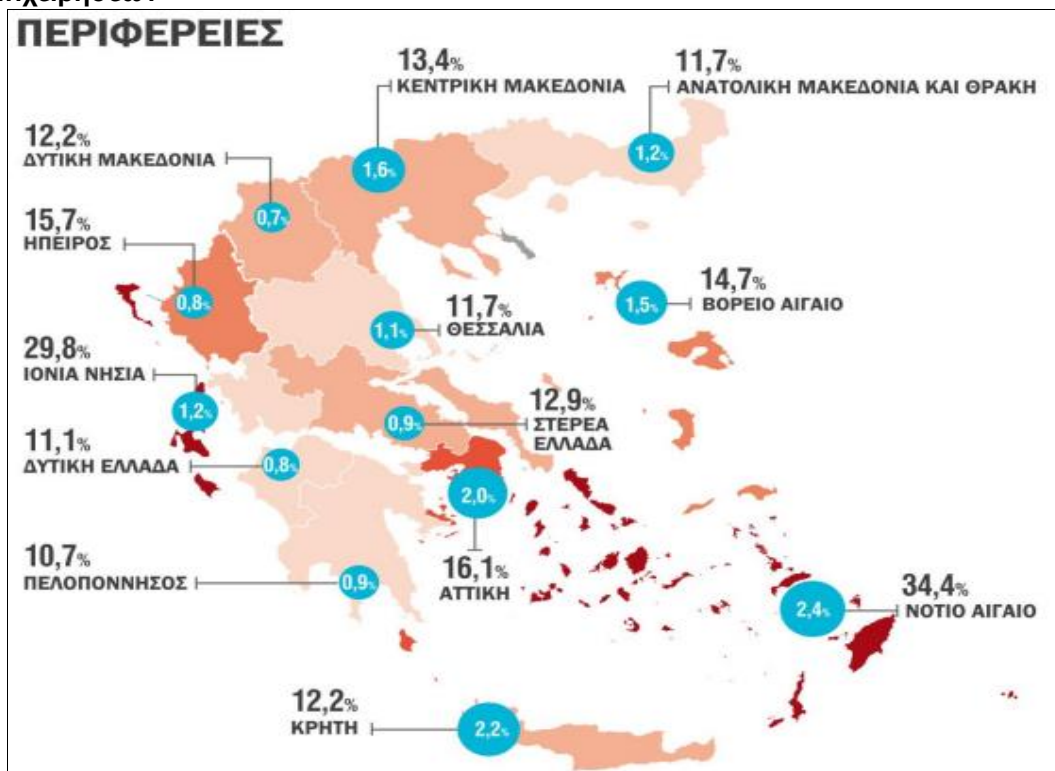 ΠΕΡΙΦΕΡΕΙΕΣ
13,4%
ΚΕΝΤΡΙΚΗ ΜΑΚΕΔΟΝΙΑ
1,6%
11,7%
ΑΝΑΤΟΛΙΚΗ ΜΑΚΕΔΟΝΙΑ ΚΑΙ ΘΡΑΚΗ
1,2%
12,2%
ΔΥΤΙΚΗ ΜΑΚΕΔΟΝΙΑ
0,7%
15,7%
ΗΠΕΙΡΟΣ
0,8%
14,7%
ΒΟΡΕΙΟ ΑΙΓΑΙΟ
1,5%
11,7%
ΘΕΣΣΑΛΙΑ
1,1%
29,8%
ΙΟΝΙΑ ΝΗΣΙΑ
1,2%
12,9%
ΣΤΕΡΕΑ
ΕΛΛΑΔΑ
0,9%
11,1%
ΔΥΤΙΚΗ ΕΛΛΑΔΑ
0,8%
2,0%
16,1%
ΑΤΤΙΚΗ
10,7%
ΠΕΛΟΠΟΝΝΗΣΟΣ
0,9%
34,4%
ΝΟΤΙΟ ΑΙΓΑΙΟ
2,4%
12,2%
ΚΡΗΤΗ
2,2%